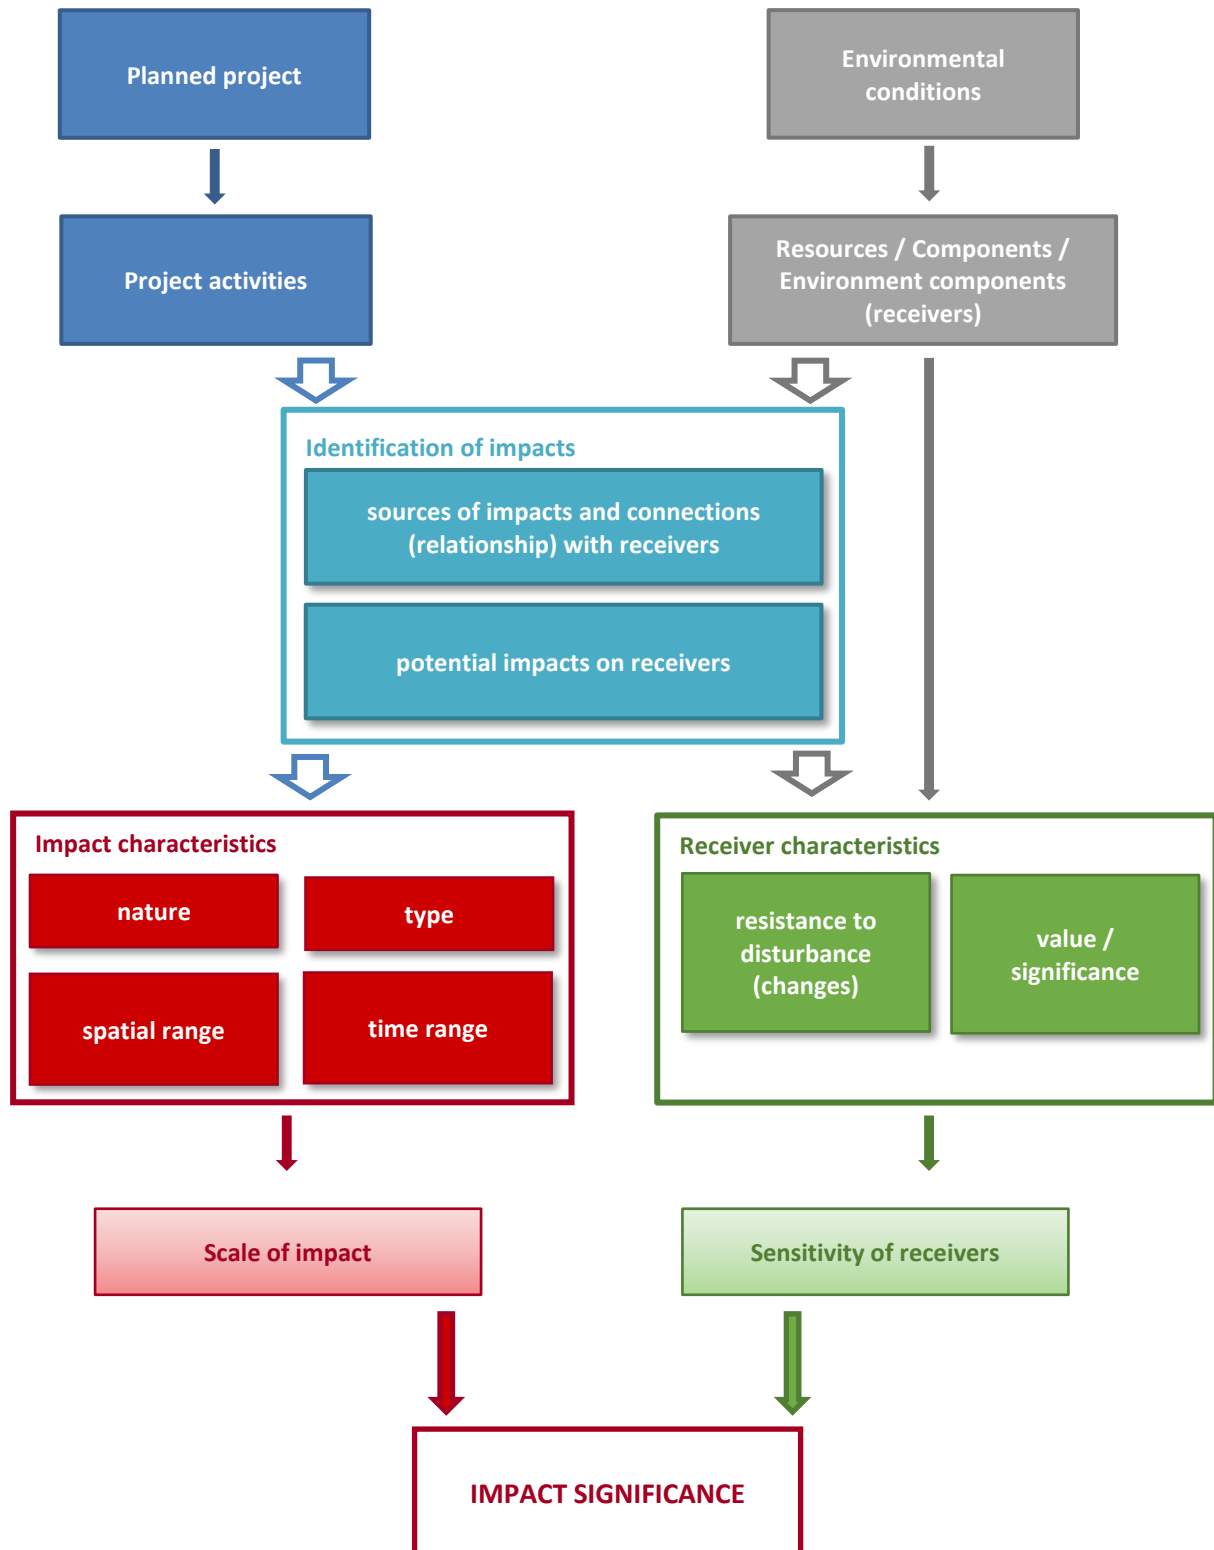 Planned project
Environmental
conditions
Project activities
Resources / Components /
Environment components
(receivers)
Identification of impacts
sources of impacts and connections
(relationship) with receivers
potential impacts on receivers
Impact characteristics
nature
type
spatial range
time range
Receiver characteristics
resistance to
disturbance
(changes)
value /
significance
Scale of impact
Sensitivity of receivers
IMPACT SIGNIFICANCE